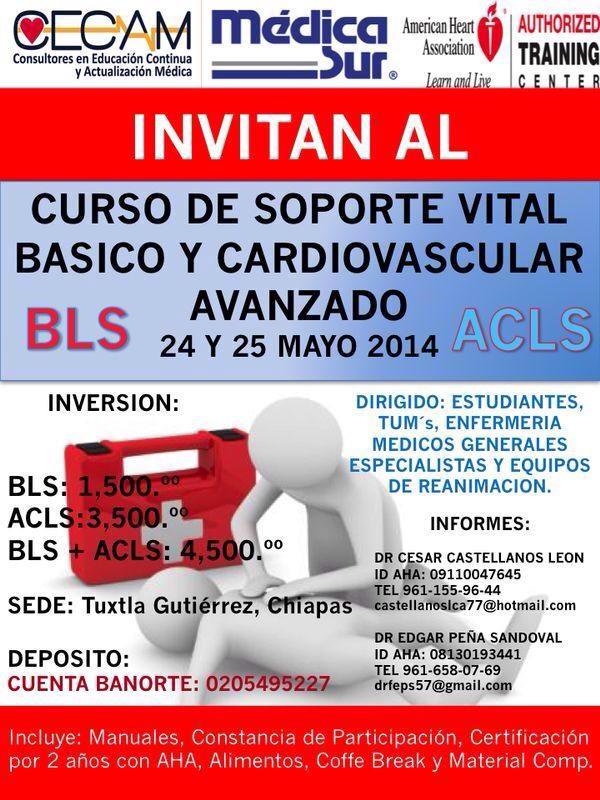 CECAM
Consultores en Educación Continua
y Actualización Médica
Médica
Sur®
American Heart
Association
Learn and Live
AUTHORIZED
TRAINING
CENTER
INVITAN AL
CURSO DE SOPORTE VITAL
BASICO Y CARDIOVASCULAR
AVANZADO
BLS
24 Y 25 MAYO 2014
ACLS
INVERSION:
BLS: 1,500.00
ACLS:3,500.00
BLS + ACLS: 4,500.00
SEDE: Tuxtla Gutiérrez, Chiapas
DEPOSITO:
CUENTA BANORTE: 0205495227
DIRIGIDO: ESTUDIANTES,
TUM´s, ENFERMERIA
MEDICOS GENERALES
ESPECIALISTAS Y EQUIPOS
DE REANIMACION.
INFORMES:
DR CESAR CASTELLANOS LEON
ID AHA: 09110047645
TEL 961-155-96-44
castellanoslca77@hotmail.com
DR EDGAR PEÑA SANDOVAL
ID AHA: 08130193441
TEL 961-658-07-69
drfeps57@gmail.com
Incluye: Manuales, Constancia de Participación, Certificación
por 2 años con AHA, Alimentos, Coffe Break y Material Comp.